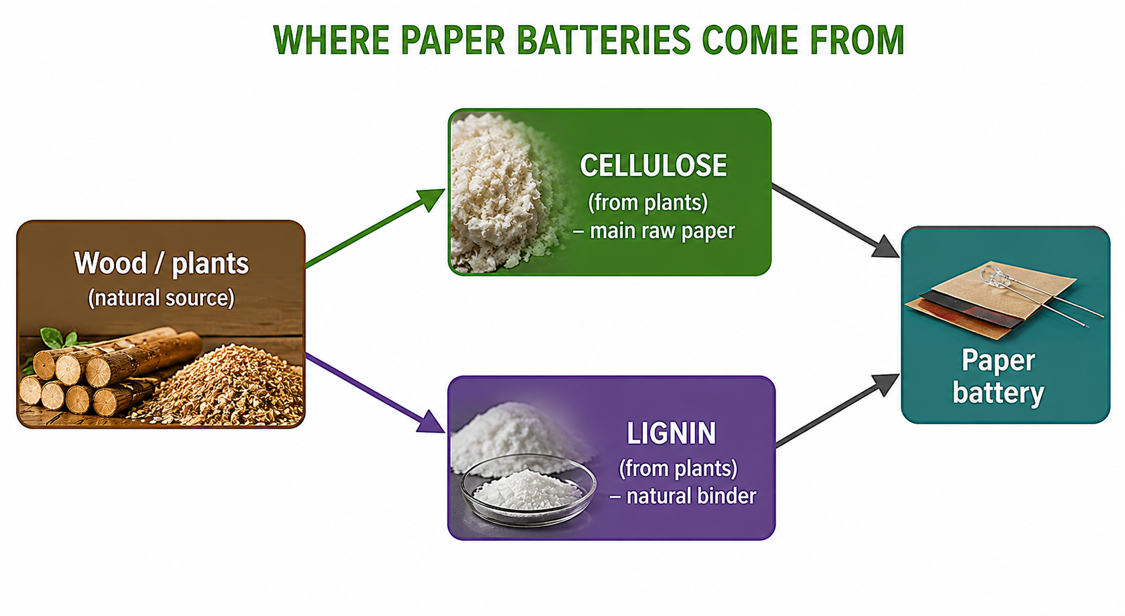 WHERE PAPER BATTERIES COME FROM
Wood / plants
(natural source)
CELLULOSE
(from plants)
– main raw paper
LIGNIN
(from plants)
– natural binder
Paper
battery